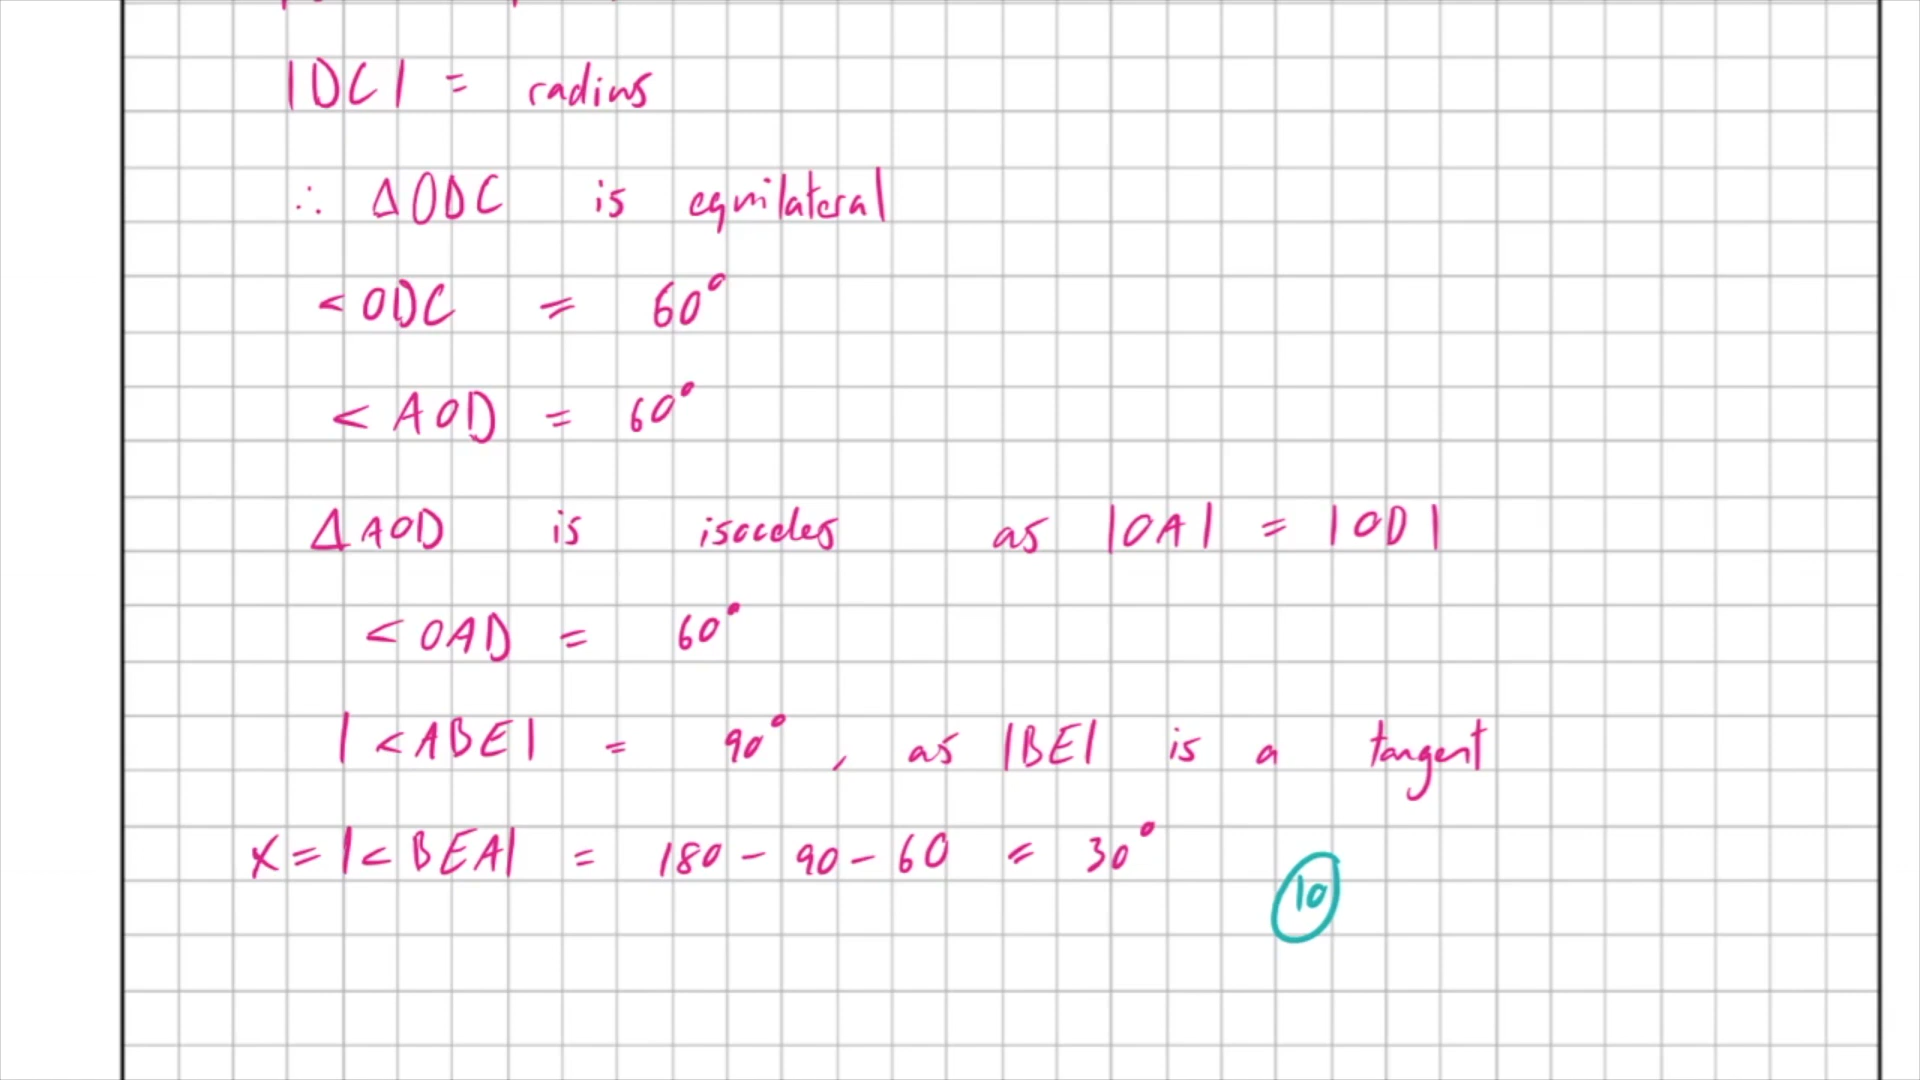 |DC| = radius
∴ ΔODC is equilateral
<ODC = 60°
<AOD = 60°
ΔAOD is isoceles as |OA| = |OD|
<OAD = 60°
|<ABE| = 90°, as |BE| is a tangent
x = |<BEA| = 180 - 90 - 60 = 30°
10